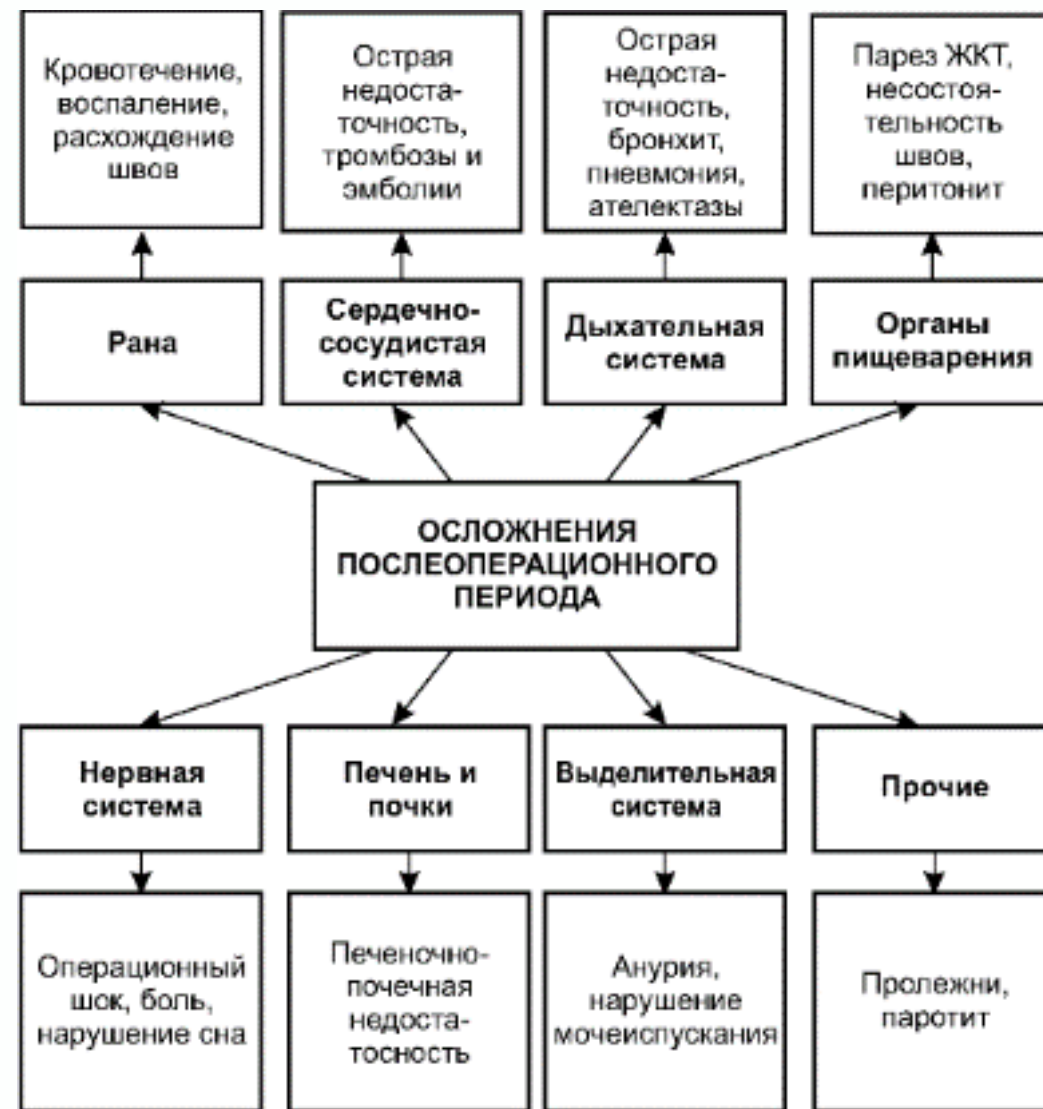 Кровотечение,
воспаление,
расхождение
швов
Острая
недоста-
точность,
тромбозы и
эмболии
Острая
недоста-
точность,
бронхит,
пневмония,
ателектазы
Парез ЖКТ,
несостоя-
тельность
швов,
перитонит
Рана
Сердечно-
сосудистая
система
Дыхательная
система
Органы
пищеварения
ОСЛОЖНЕНИЯ
ПОСЛЕОПЕРАЦИОННОГО
ПЕРИОДА
Нервная
система
Печень и
почки
Выделительная
система
Прочие
Операционный
шок, боль,
нарушение сна
Печеночно-
почечная
недоста-
тосность
Анурия,
нарушение
мочеиспускания
Пролежни,
паротит